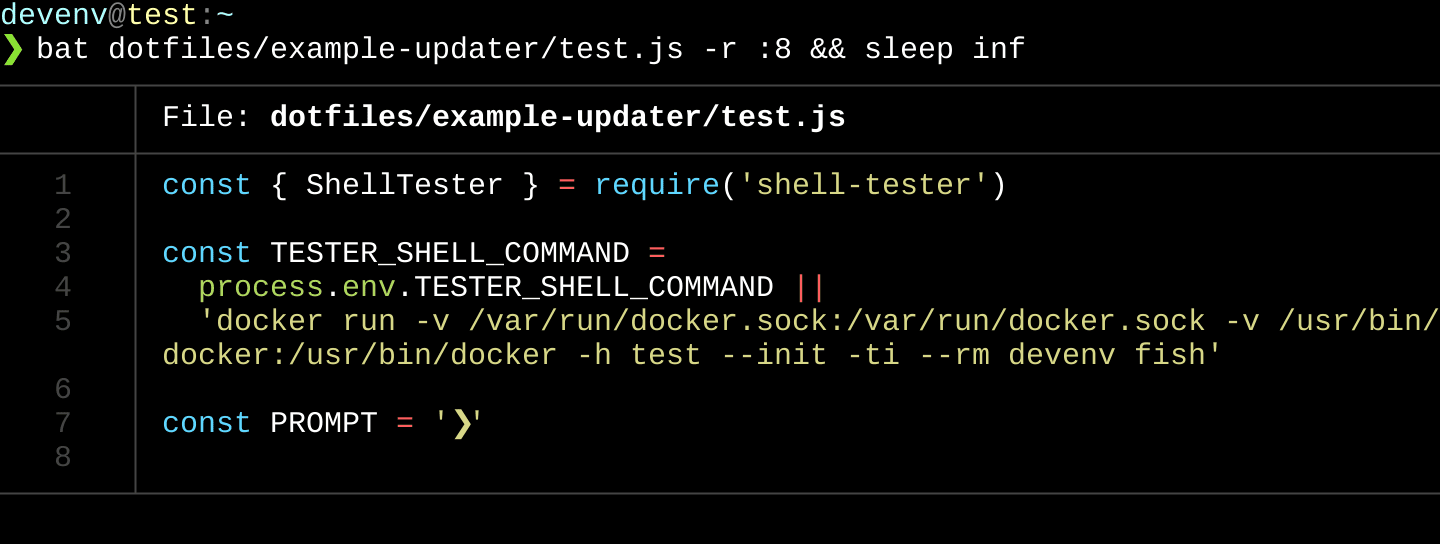 devenv@test:~
❯ bat dotfiles/example-updater/test.js -r :8 && sleep inf
File: dotfiles/example-updater/test.js
1 const { ShellTester } = require('shell-tester')
2
3 const TESTER_SHELL_COMMAND =
4   process.env.TESTER_SHELL_COMMAND ||
5   'docker run -v /var/run/docker.sock:/var/run/docker.sock -v /usr/bin/
docker:/usr/bin/docker -h test --init -ti --rm devenv fish'
6
7 const PROMPT = '❯'
8